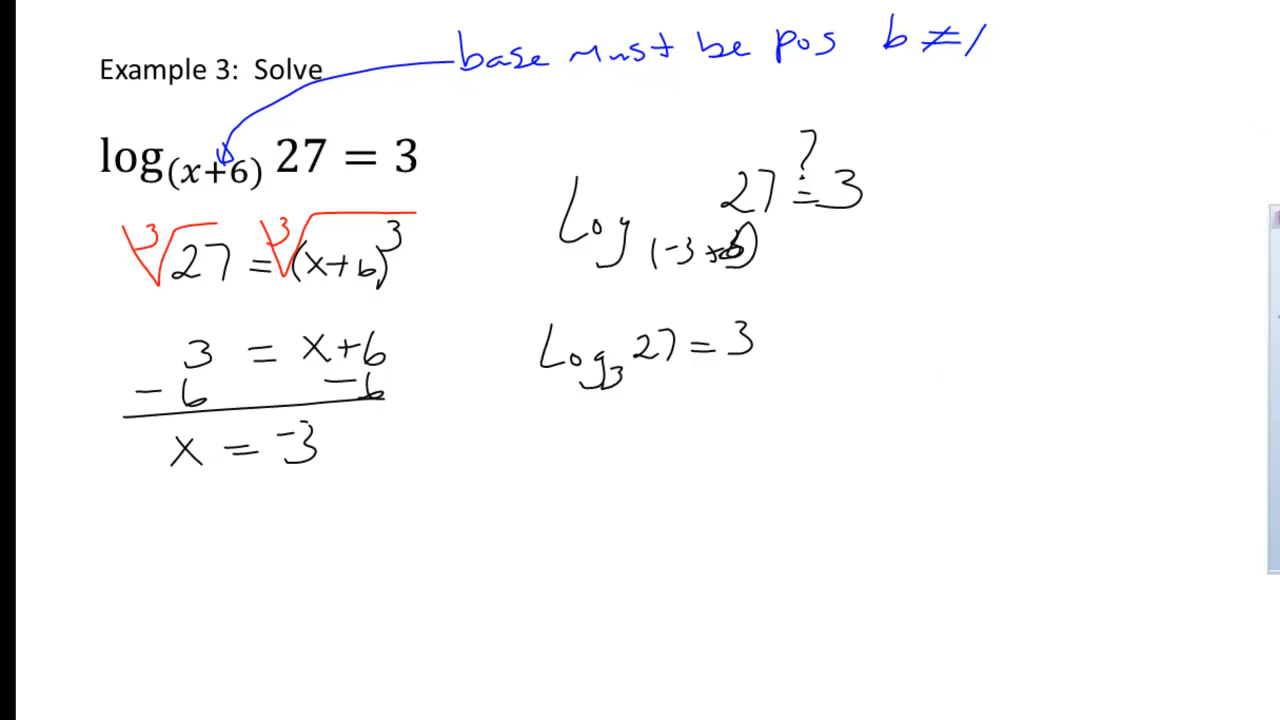 base must be pos b ≠ 1
Example 3: Solve
log₍ₓ₊₆₎ 27 = 3
∛27 = ∛(x+6)³
3 = x+6
-6 -6
x = -3
Log₍₋₃₊₆₎ 27 ≟ 3
Log₃ 27 = 3